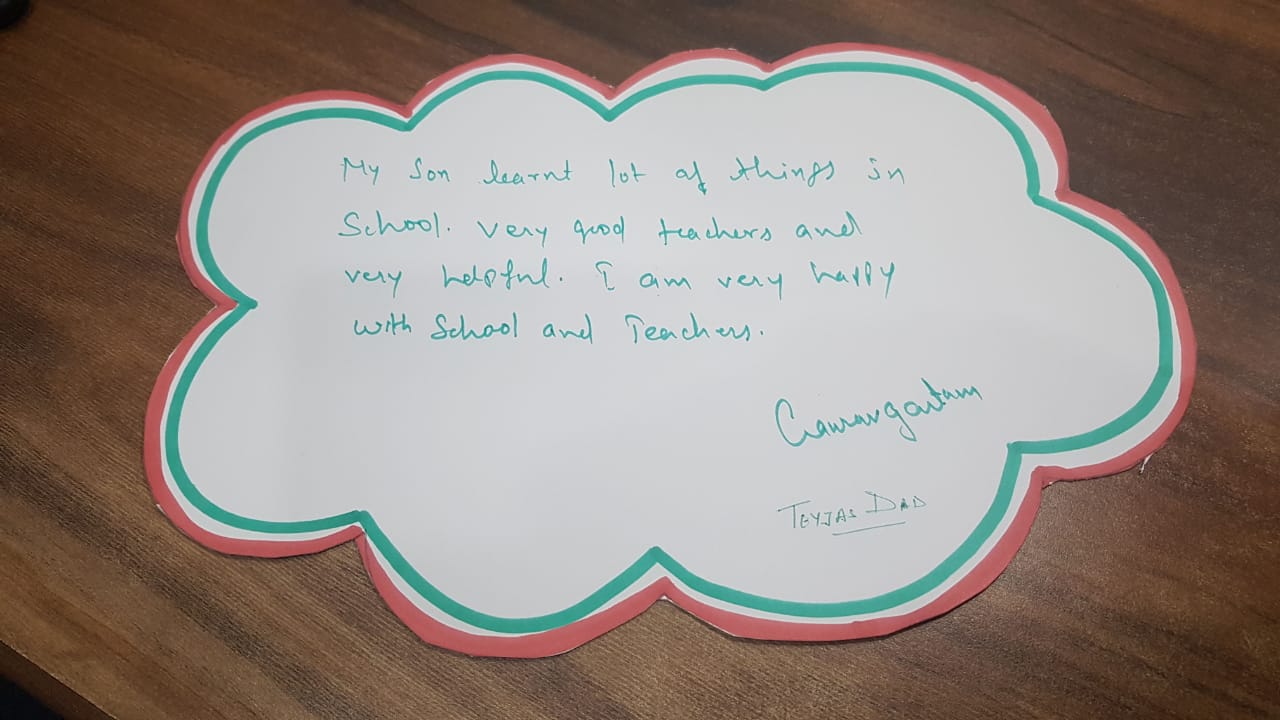 My Son learnt lot of things in
School. very good teachers and
very helpful. I am very happy
with School and Teachers.
TEYJAS DAD